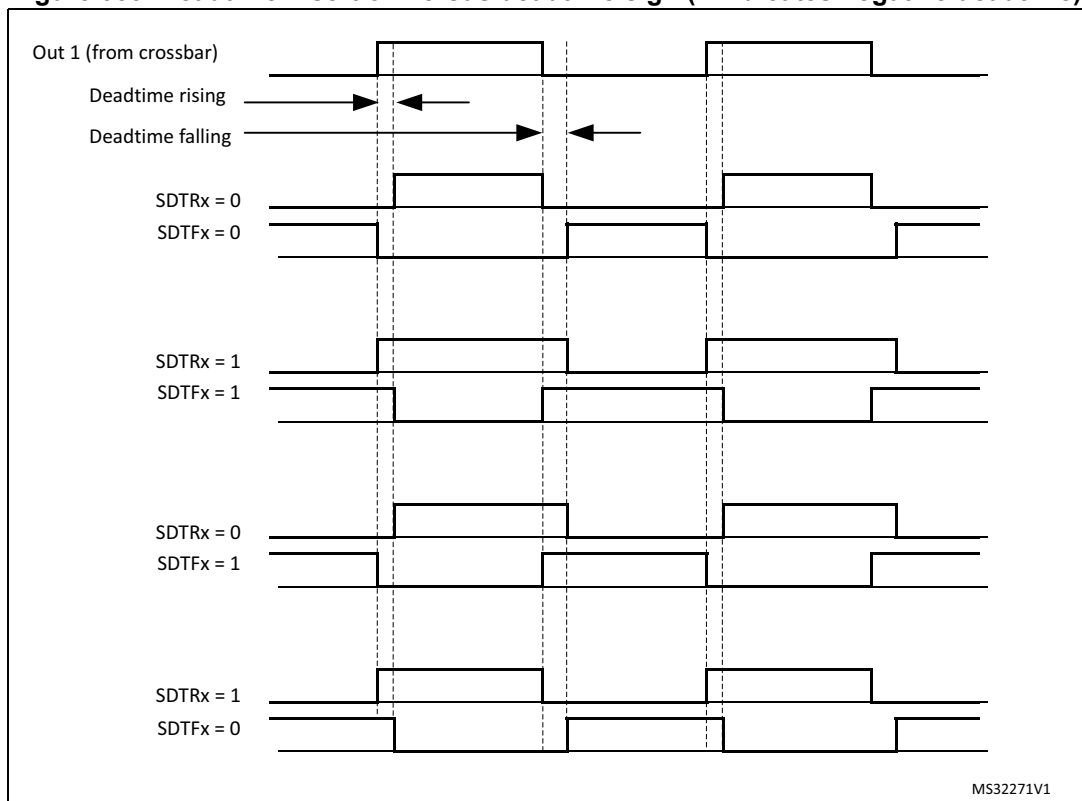 Out 1 (from crossbar)
Deadtime rising
Deadtime falling
SDTRx = 0
SDTFx = 0
SDTRx = 1
SDTFx = 1
SDTRx = 0
SDTFx = 1
SDTRx = 1
SDTFx = 0
MS32271V1